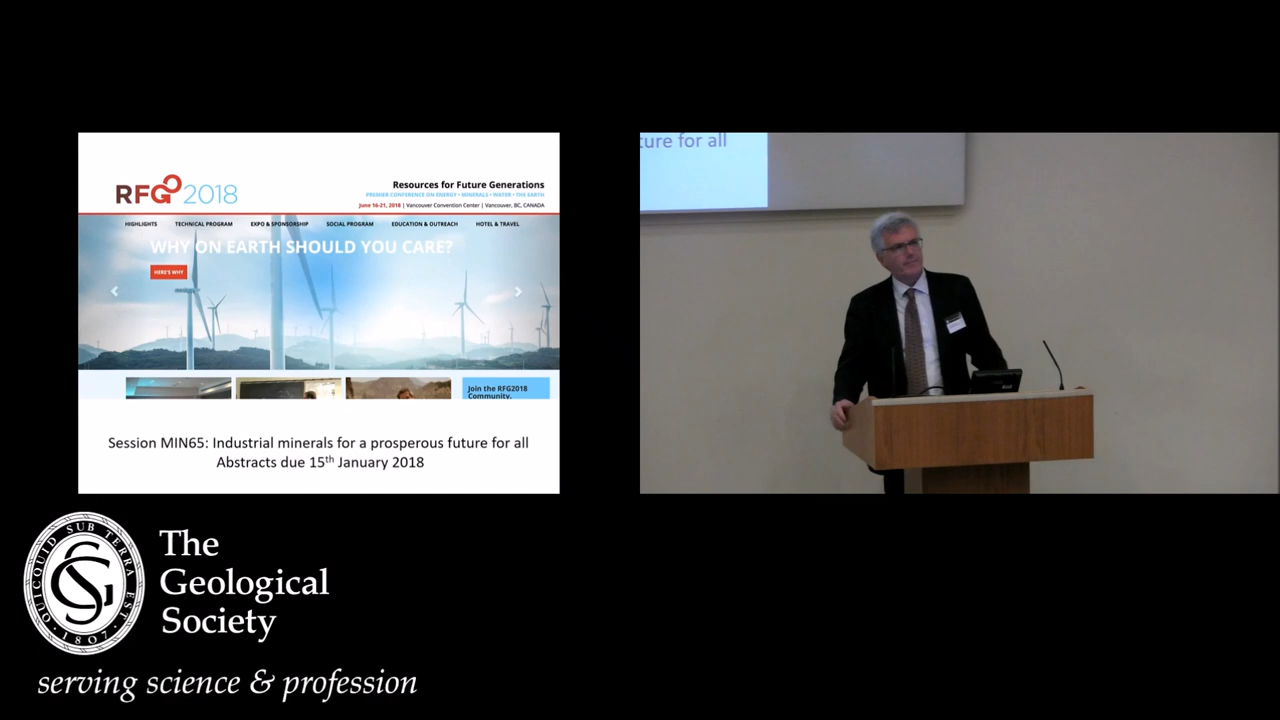 RFG 2018
Resources for Future Generations
PREMIER CONFERENCE ON ENERGY • MINERALS • WATER • THE EARTH
June 16-21, 2018 | Vancouver Convention Center | Vancouver, BC, CANADA
HIGHLIGHTS TECHNICAL PROGRAM EXPO & SPONSORSHIP SOCIAL PROGRAM EDUCATION & OUTREACH HOTEL & TRAVEL
WHY ON EARTH SHOULD YOU CARE?
HERE'S WHY
Join the RFG2018
Community.
Session MIN65: Industrial minerals for a prosperous future for all
Abstracts due 15th January 2018
ture for all
QUICQUID SUB TERRA EST
1807
GS
The
Geological
Society
serving science & profession